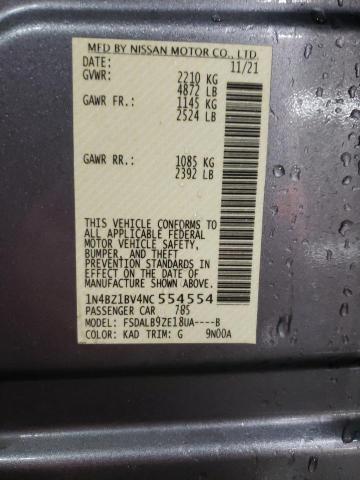 MFD BY NISSAN MOTOR CO., LTD.
DATE: 11/21
GVWR: 2210 KG
4872 LB
GAWR FR.: 1145 KG
2524 LB
GAWR RR.: 1085 KG
2392 LB
THIS VEHICLE CONFORMS TO
ALL APPLICABLE FEDERAL
MOTOR VEHICLE SAFETY,
BUMPER, AND THEFT
PREVENTION STANDARDS IN
EFFECT ON THE DATE OF
MANUFACTURE SHOWN ABOVE.
1N4BZ1BV4NC554554
PASSENGER CAR 785
MODEL: FSDALB9ZE18UA----B
COLOR: KAD TRIM: G 9N00A